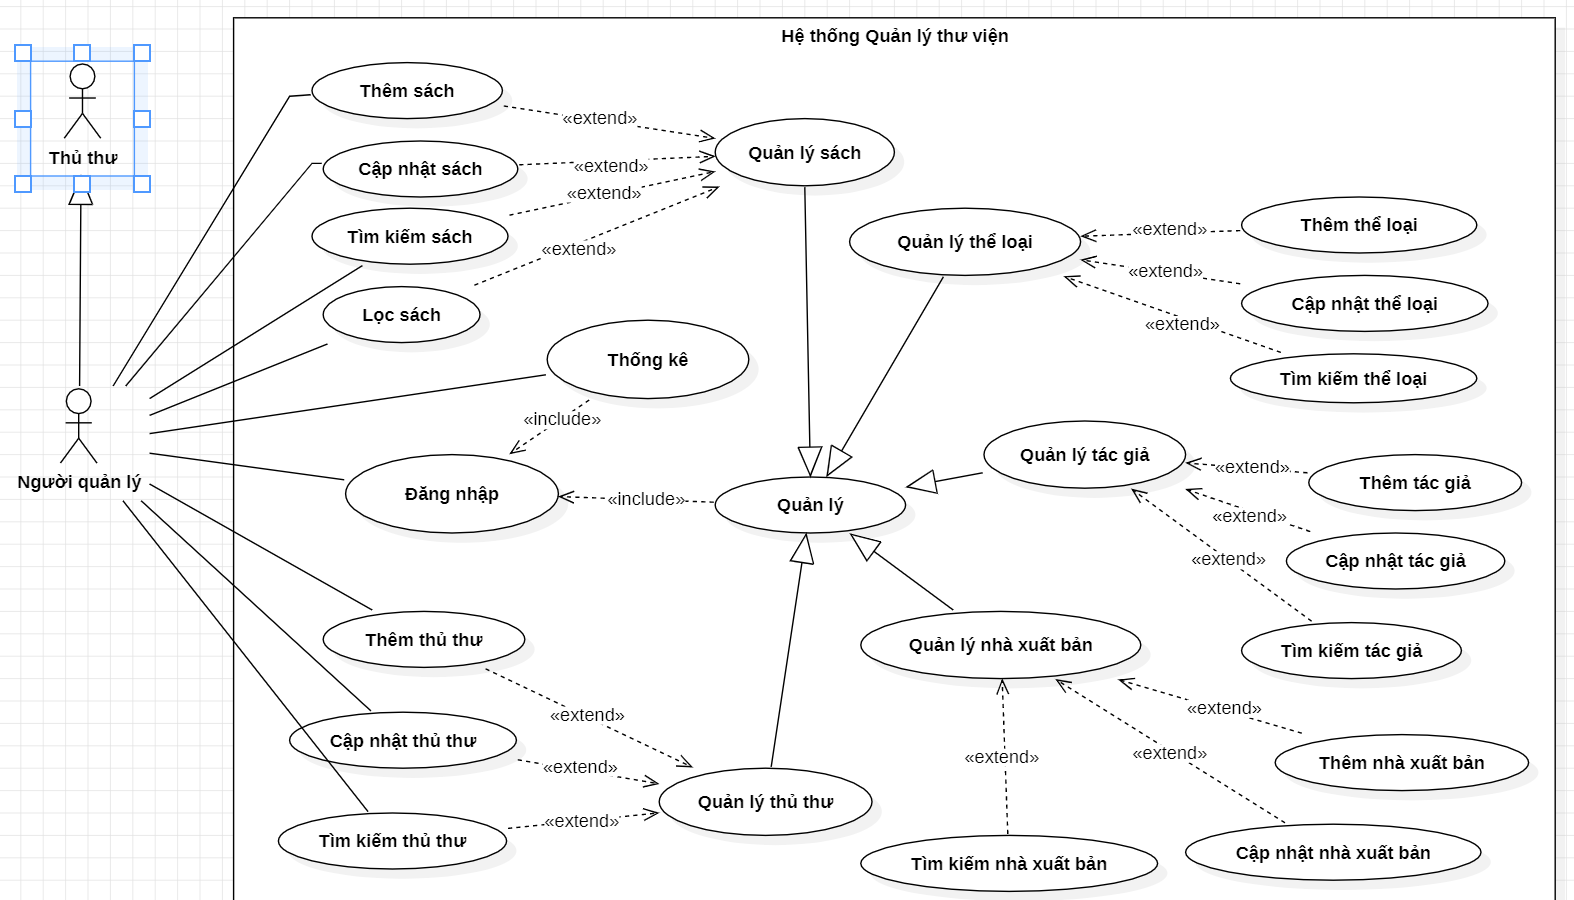 Hệ thống Quản lý thư viện
Thủ thư
Thêm sách
«extend»
Quản lý sách
Cập nhật sách
«extend»
«extend»
Tìm kiếm sách
«extend»
Lọc sách
Quản lý thể loại
«extend»
Thêm thể loại
«extend»
Cập nhật thể loại
«extend»
Tìm kiếm thể loại
Thống kê
«include»
Người quản lý
Đăng nhập
«include»
Quản lý
Quản lý tác giả
«extend»
Thêm tác giả
«extend»
Cập nhật tác giả
«extend»
Tìm kiếm tác giả
Thêm thủ thư
«extend»
Cập nhật thủ thư
«extend»
Quản lý thủ thư
«extend»
Tìm kiếm thủ thư
Quản lý nhà xuất bản
«extend»
Thêm nhà xuất bản
«extend»
«extend»
Tìm kiếm nhà xuất bản
Cập nhật nhà xuất bản